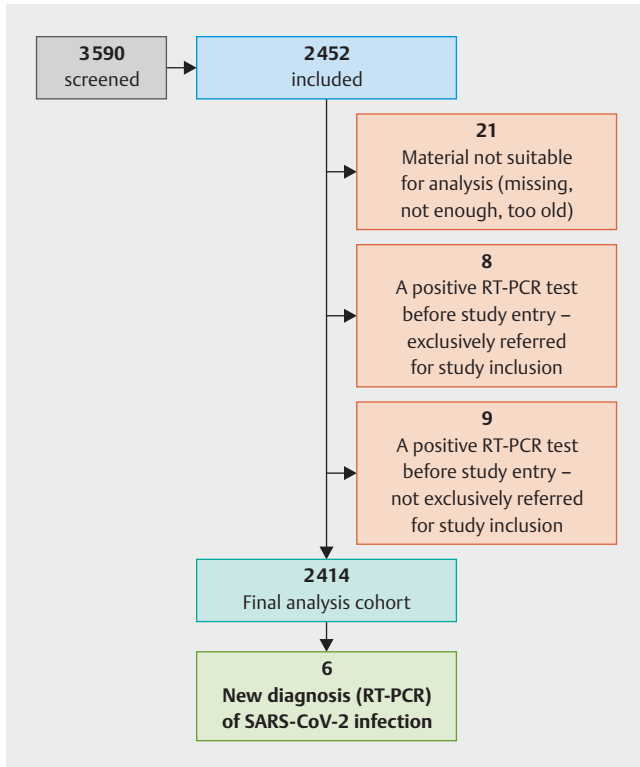 3590
screened
2452
included
21
Material not suitable
for analysis (missing,
not enough, too old)
8
A positive RT-PCR test
before study entry –
exclusively referred
for study inclusion
9
A positive RT-PCR test
before study entry –
not exclusively referred
for study inclusion
2414
Final analysis cohort
6
New diagnosis (RT-PCR)
of SARS-CoV-2 infection